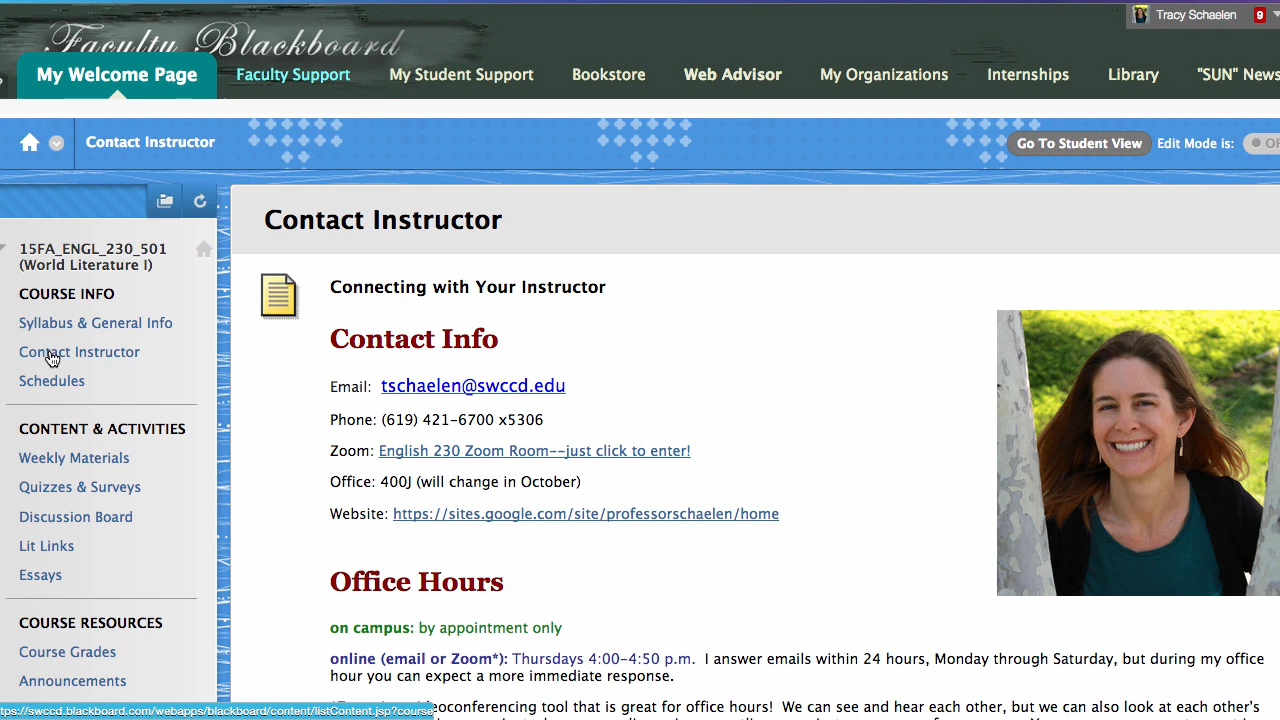 Tracy Schaelen 9
Faculty Blackboard
My Welcome Page Faculty Support My Student Support Bookstore Web Advisor My Organizations Internships Library "SUN" News
Contact Instructor Go To Student View Edit Mode is:
Contact Instructor
15FA_ENGL_230_501
(World Literature I)
COURSE INFO
Syllabus & General Info
Contact Instructor
Schedules
CONTENT & ACTIVITIES
Weekly Materials
Quizzes & Surveys
Discussion Board
Lit Links
Essays
COURSE RESOURCES
Course Grades
Announcements
Connecting with Your Instructor
Contact Info
Email: tschaelen@swccd.edu
Phone: (619) 421-6700 x5306
Zoom: English 230 Zoom Room--just click to enter!
Office: 400J (will change in October)
Website: https://sites.google.com/site/professorschaelen/home
Office Hours
on campus: by appointment only
online (email or Zoom*): Thursdays 4:00-4:50 p.m. I answer emails within 24 hours, Monday through Saturday, but during my office
hour you can expect a more immediate response.
conferencing tool that is great for office hours! We can see and hear each other, but we can also look at each other's
tps://swccd.blackboard.com/webapps/blackboard/content/listContent.jsp?course